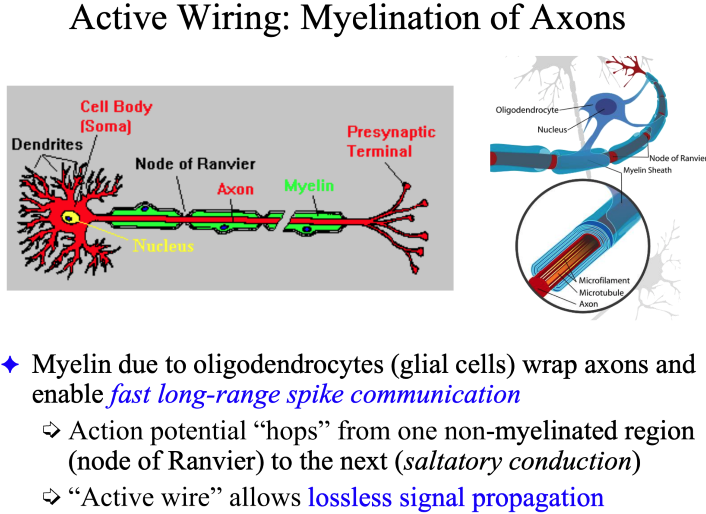 Active Wiring: Myelination of Axons
Cell Body
(Soma)
Dendrites
Node of Ranvier
Axon
Myelin
Presynaptic
Terminal
Nucleus
Oligodendrocyte
Nucleus
Node of Ranvier
Myelin Sheath
Microfilament
Microtubule
Axon
✦ Myelin due to oligodendrocytes (glial cells) wrap axons and
enable fast long-range spike communication
➩ Action potential “hops” from one non-myelinated region
(node of Ranvier) to the next (saltatory conduction)
➩ “Active wire” allows lossless signal propagation